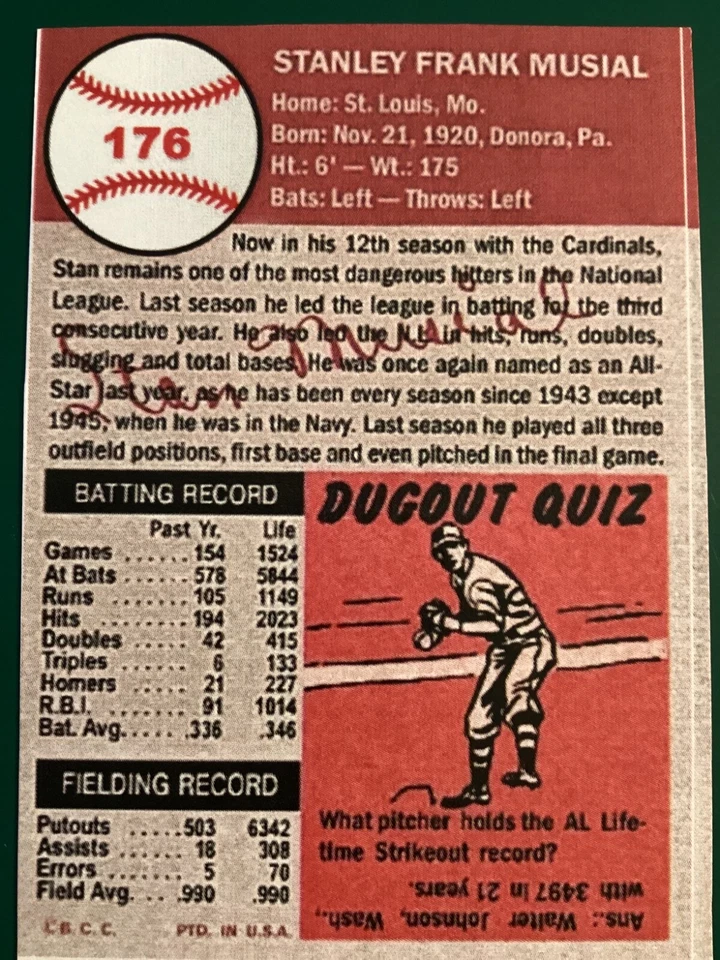 STANLEY FRANK MUSIAL
176
Home: St. Louis, Mo.
Born: Nov. 21, 1920, Donora, Pa.
Ht.: 6' — Wt.: 175
Bats: Left — Throws: Left
Now in his 12th season with the Cardinals,
Stan remains one of the most dangerous hitters in the National
League. Last season he led the league in batting for the third
consecutive year. He also led the N.L. in hits, runs, doubles,
slugging and total bases. He was once again named as an All-
Star last year, as he has been every season since 1943 except
1945, when he was in the Navy. Last season he played all three
outfield positions, first base and even pitched in the final game.
Stan Musial
BATTING RECORD
Past Yr. Life
Games ...... 154 1524
At Bats ..... 578 5844
Runs ....... 105 1149
Hits ........ 194 2023
Doubles .... 42 415
Triples ..... 6 133
Homers ..... 21 227
R.B.I. ....... 91 1014
Bat. Avg..... .336 .346
FIELDING RECORD
Putouts .....503 6342
Assists ...... 18 308
Errors ....... 5 70
Field Avg. .. .990 .990
B. C. C. PTD. IN U.S.A.
DUGOUT QUIZ
What pitcher holds the AL Life-
time Strikeout record?
Ans.: Walter Johnson, Wash.,
with 3497 in 21 years.